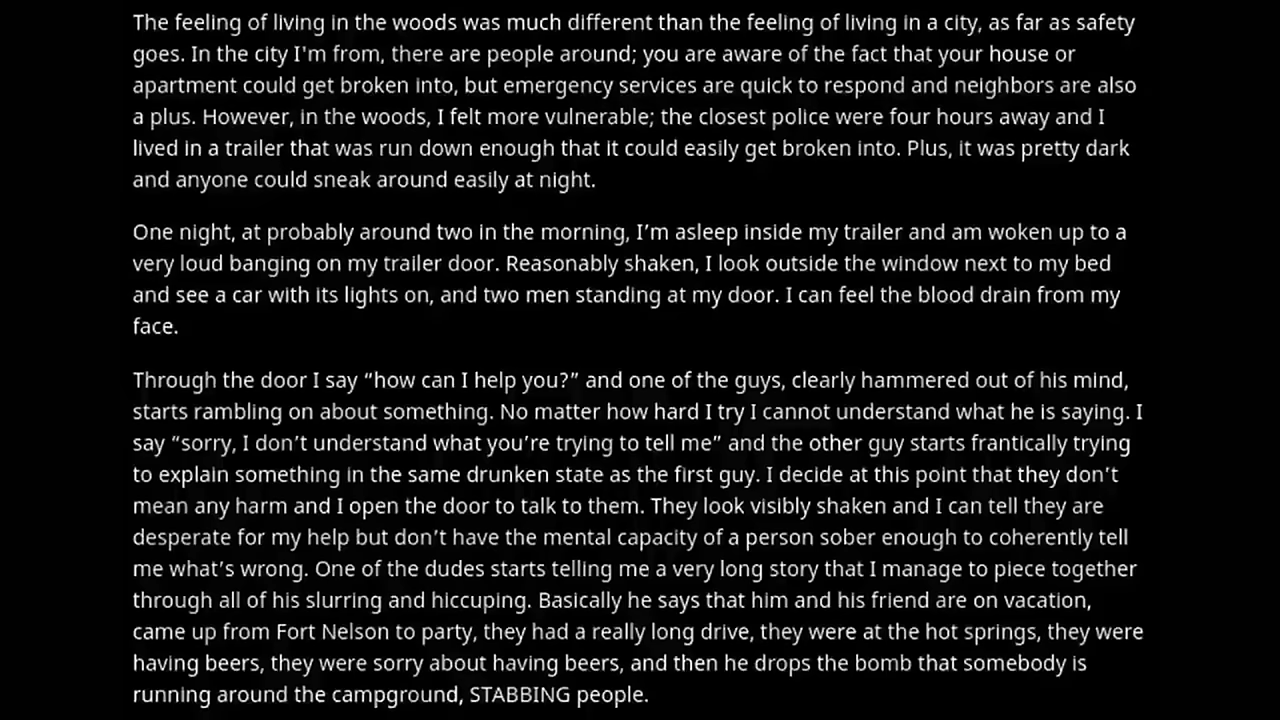 The feeling of living in the woods was much different than the feeling of living in a city, as far as safety
goes. In the city I'm from, there are people around; you are aware of the fact that your house or
apartment could get broken into, but emergency services are quick to respond and neighbors are also
a plus. However, in the woods, I felt more vulnerable; the closest police were four hours away and I
lived in a trailer that was run down enough that it could easily get broken into. Plus, it was pretty dark
and anyone could sneak around easily at night.
One night, at probably around two in the morning, I’m asleep inside my trailer and am woken up to a
very loud banging on my trailer door. Reasonably shaken, I look outside the window next to my bed
and see a car with its lights on, and two men standing at my door. I can feel the blood drain from my
face.
Through the door I say “how can I help you?” and one of the guys, clearly hammered out of his mind,
starts rambling on about something. No matter how hard I try I cannot understand what he is saying. I
say “sorry, I don’t understand what you’re trying to tell me” and the other guy starts frantically trying
to explain something in the same drunken state as the first guy. I decide at this point that they don’t
mean any harm and I open the door to talk to them. They look visibly shaken and I can tell they are
desperate for my help but don’t have the mental capacity of a person sober enough to coherently tell
me what’s wrong. One of the dudes starts telling me a very long story that I manage to piece together
through all of his slurring and hiccuping. Basically he says that him and his friend are on vacation,
came up from Fort Nelson to party, they had a really long drive, they were at the hot springs, they were
having beers, they were sorry about having beers, and then he drops the bomb that somebody is
running around the campground, STABBING people.